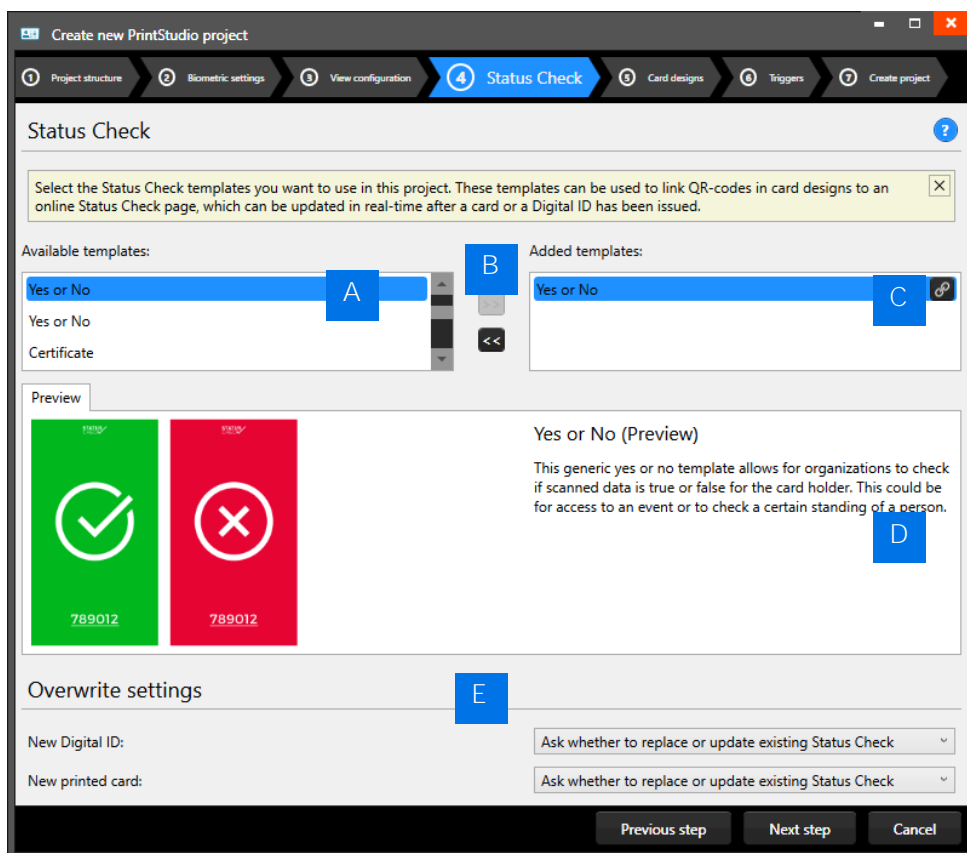 Create new PrintStudio project
1 Project structure 2 Biometric settings 3 View configuration 4 Status Check 5 Card designs 6 Triggers 7 Create project
Status Check
?
Select the Status Check templates you want to use in this project. These templates can be used to link QR-codes in card designs to an
online Status Check page, which can be updated in real-time after a card or a Digital ID has been issued.
Available templates:
B
Added templates:
Yes or No
A
Yes or No
C
>>
Yes or No
<<
Certificate
Preview
STATUS
CHECK
STATUS
CHECK
Yes or No (Preview)
This generic yes or no template allows for organizations to check
if scanned data is true or false for the card holder. This could be
for access to an event or to check a certain standing of a person.
D
789012
789012
Overwrite settings
E
New Digital ID:
Ask whether to replace or update existing Status Check
New printed card:
Ask whether to replace or update existing Status Check
Previous step
Next step
Cancel